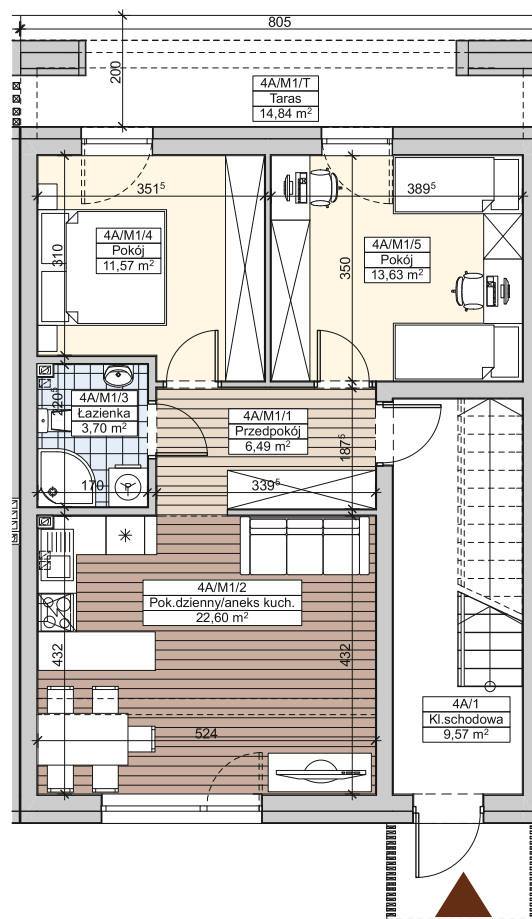 805
200
4A/M1/T
Taras
14,84 m²
351⁵
389⁵
310
4A/M1/4
Pokój
11,57 m²
350
4A/M1/5
Pokój
13,63 m²
220⁵
4A/M1/3
Łazienka
3,70 m²
4A/M1/1
Przedpokój
6,49 m²
187⁵
170
339⁵
4A/M1/2
Pok.dzienny/aneks kuch.
22,60 m²
432
432
524
4A/1
Kl.schodowa
9,57 m²